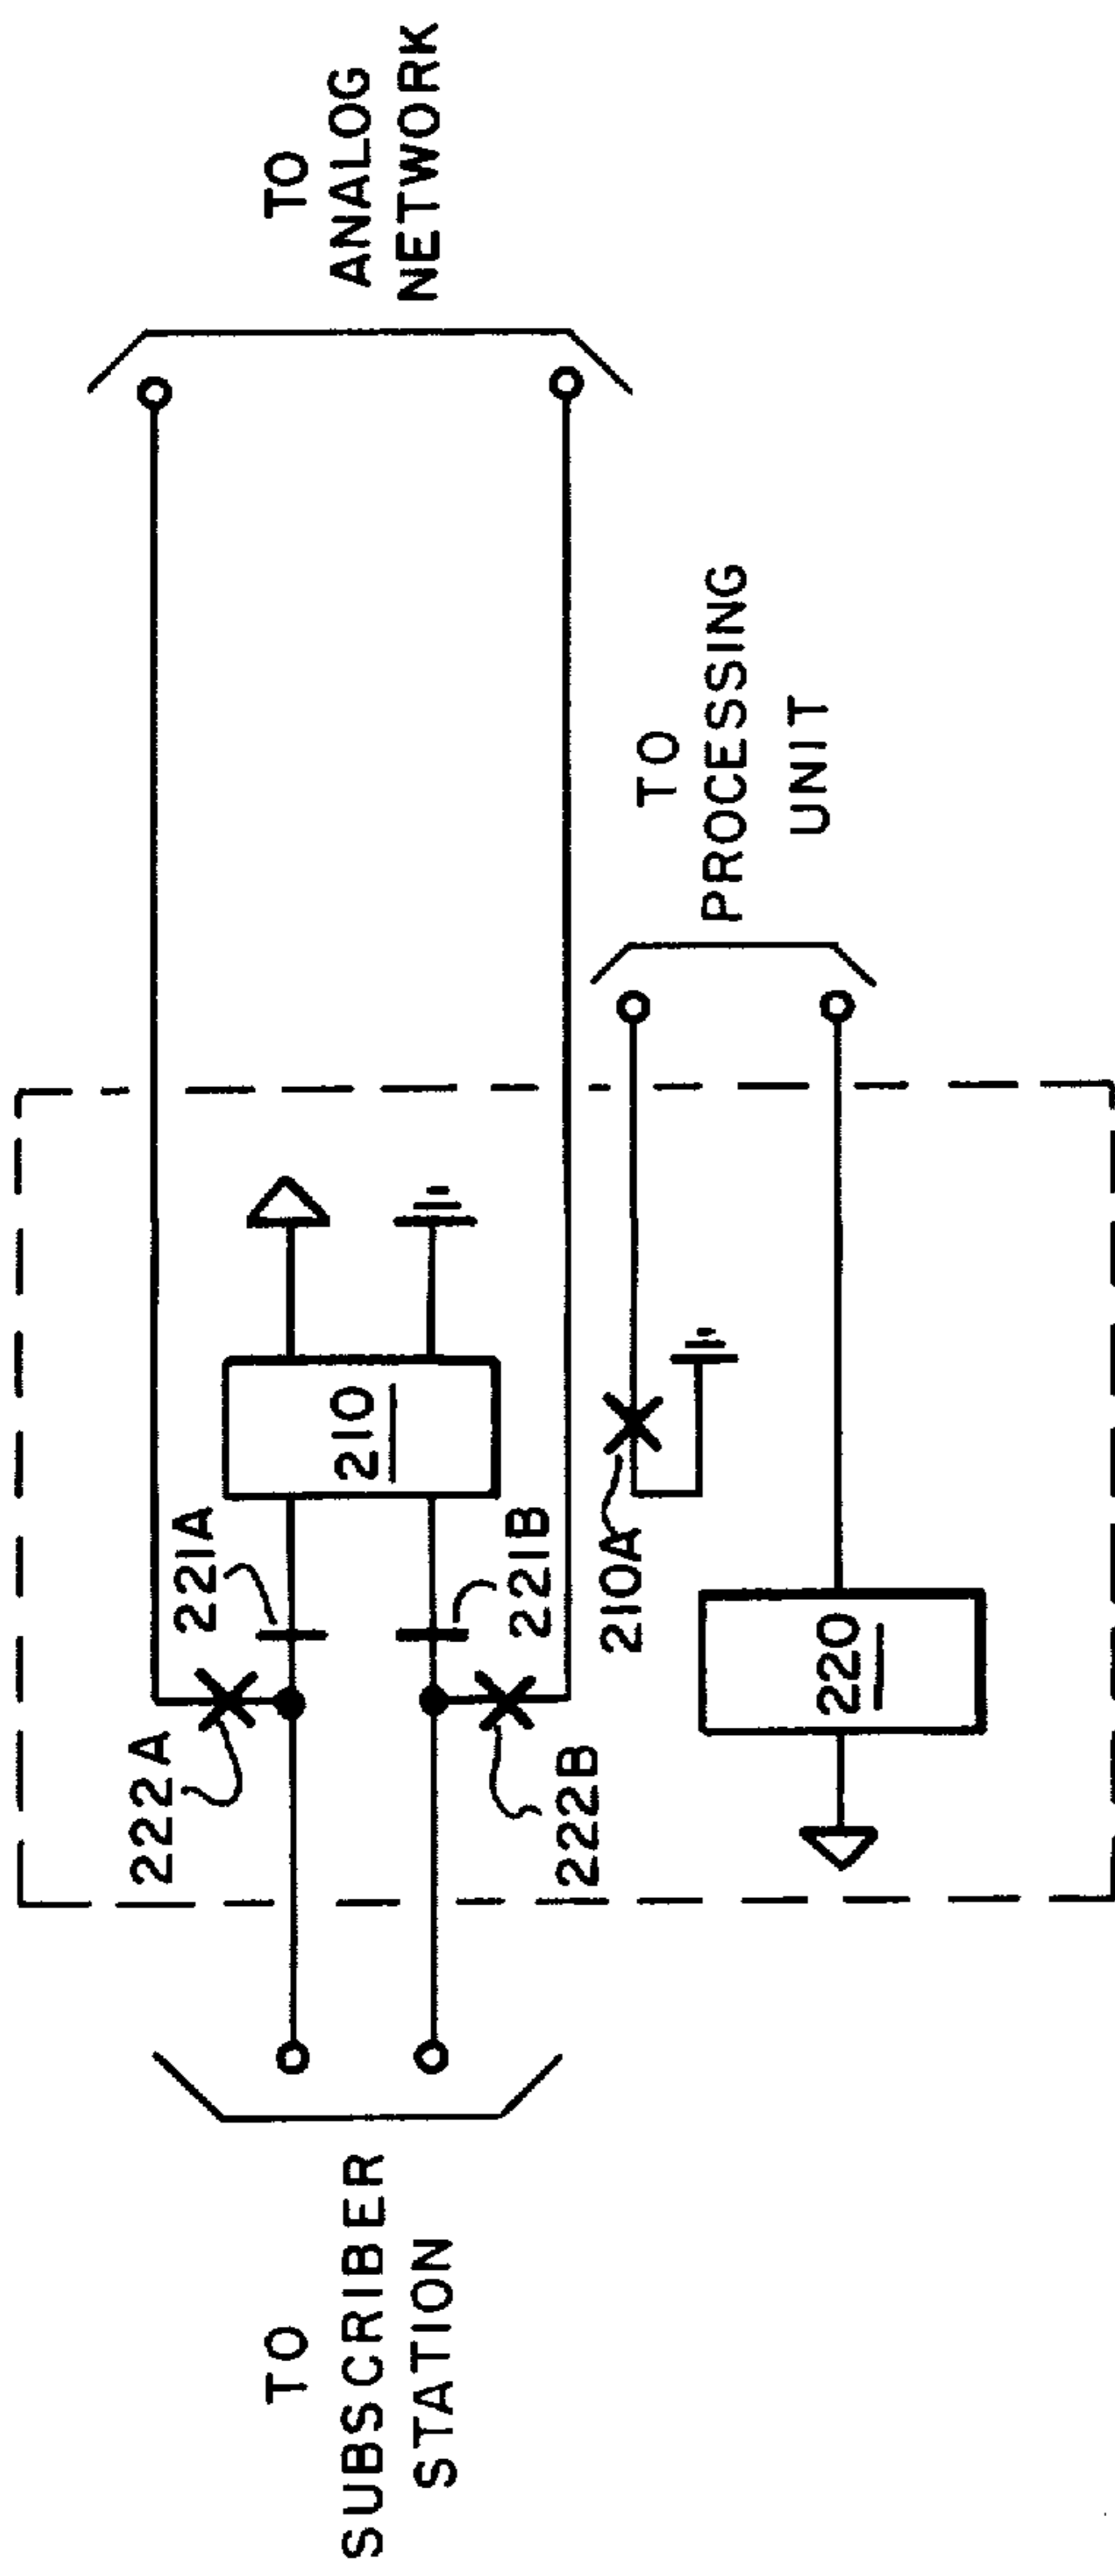 TO
SUBSCRIBER
STATION
222A
221A
210
221B
222B
210A
220
TO
ANALOG
NETWORK
TO
PROCESSING
UNIT